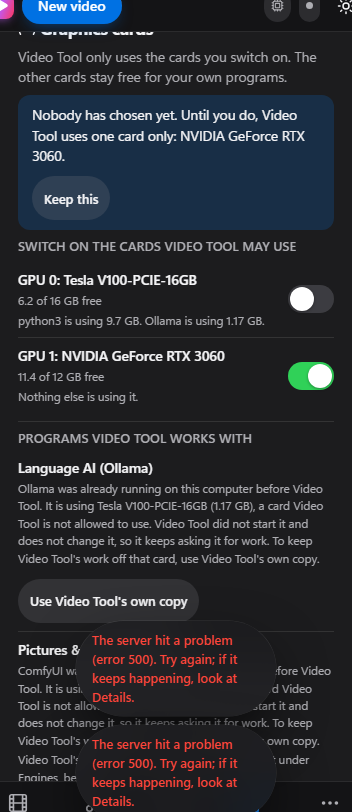 New video
Graphics cards
Video Tool only uses the cards you switch on. The
other cards stay free for your own programs.
Nobody has chosen yet. Until you do, Video
Tool uses one card only: NVIDIA GeForce RTX
3060.
Keep this
SWITCH ON THE CARDS VIDEO TOOL MAY USE
GPU 0: Tesla V100-PCIE-16GB
6.2 of 16 GB free
python3 is using 9.7 GB. Ollama is using 1.17 GB.
GPU 1: NVIDIA GeForce RTX 3060
11.4 of 12 GB free
Nothing else is using it.
PROGRAMS VIDEO TOOL WORKS WITH
Language AI (Ollama)
Ollama was already running on this computer before Video
Tool. It is using Tesla V100-PCIE-16GB (1.17 GB), a card Video
Tool is not allowed to use. Video Tool did not start it and
does not change it, so it keeps asking it for work. To keep
Video Tool's work off that card, use Video Tool's own copy.
Use Video Tool's own copy
The server hit a problem
(error 500). Try again; if it
keeps happening, look at
Details.
Pictures &
ComfyUI efore Video
Tool. It is Video
Tool is not start it and
does not change it, so it keeps asking it for work. To keep
Video Tool's own copy.
Video Tool's under
Engines,
The server hit a problem
(error 500). Try again; if it
keeps happening, look at
Details.